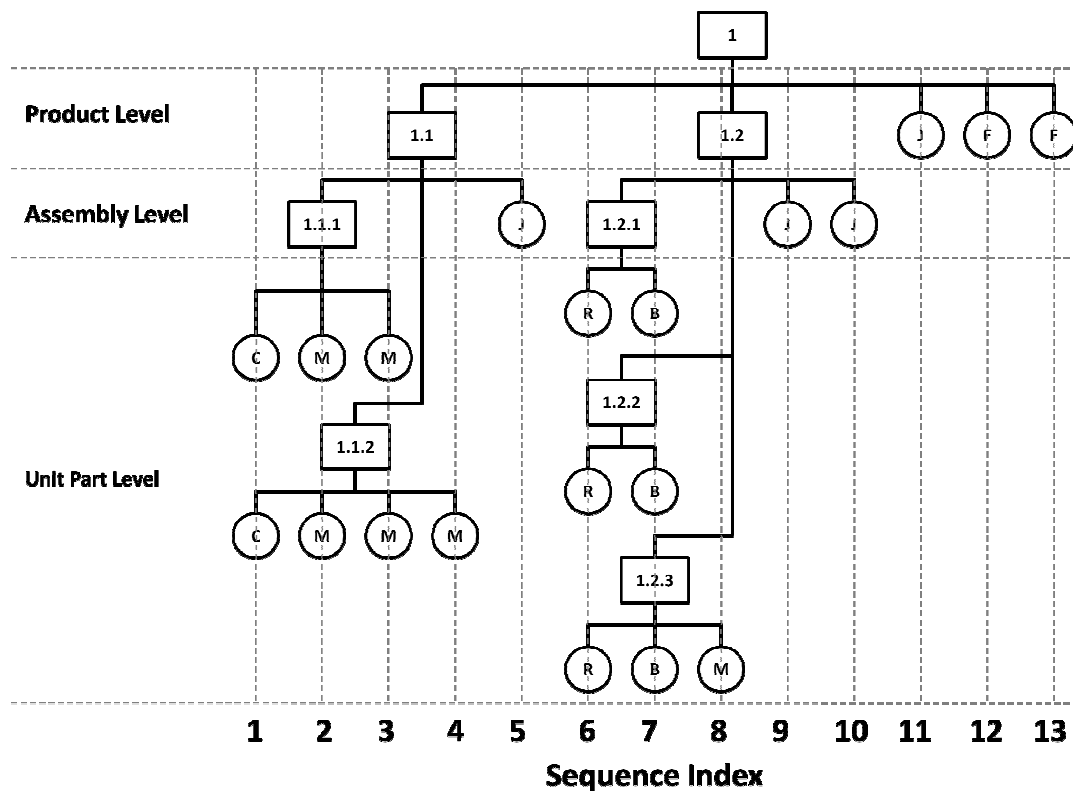 1
Product Level
1.1
1.2
J
F
F
Assembly Level
1.1.1
J
1.2.1
J
J
R
B
C
M
M
1.2.2
1.1.2
Unit Part Level
R
B
C
M
M
M
1.2.3
R
B
M
1 2 3 4 5 6 7 8 9 10 11 12 13
Sequence Index